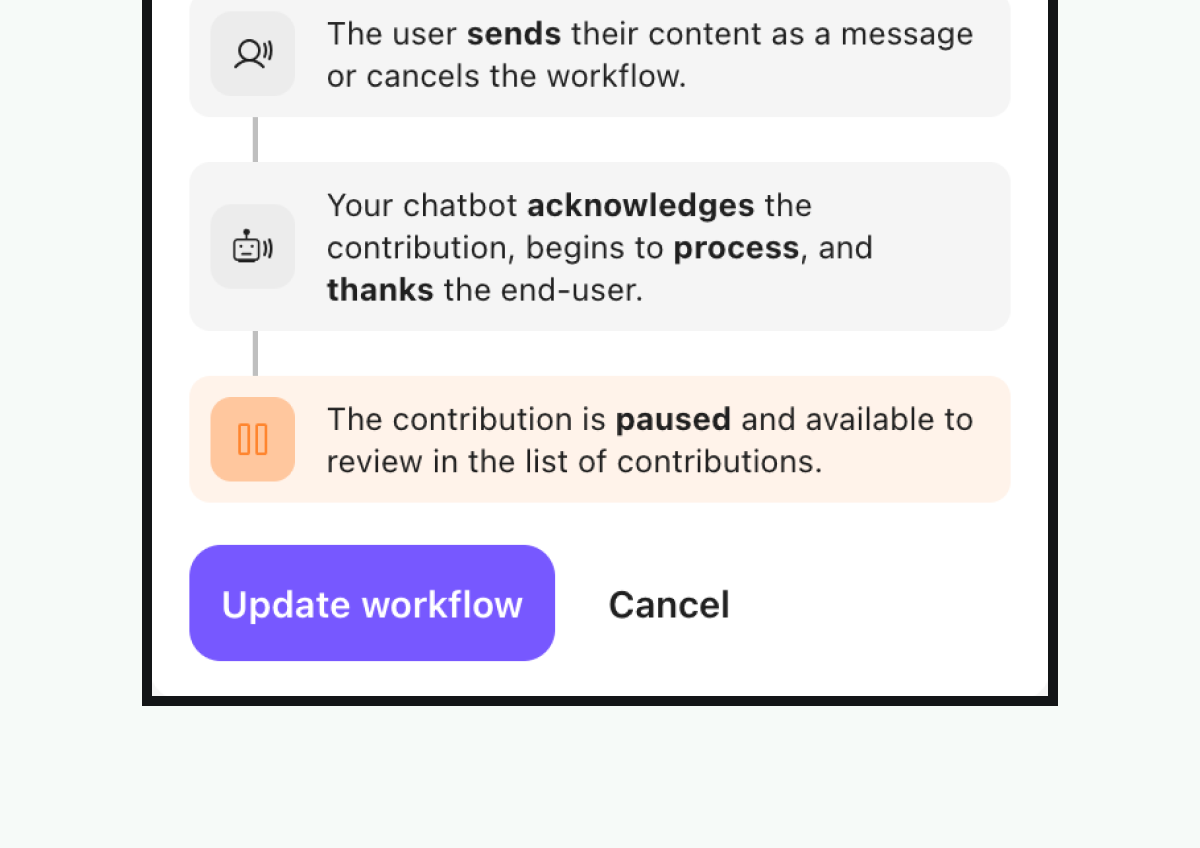 The user sends their content as a message
or cancels the workflow.
Your chatbot acknowledges the
contribution, begins to process, and
thanks the end-user.
The contribution is paused and available to
review in the list of contributions.
Update workflow
Cancel